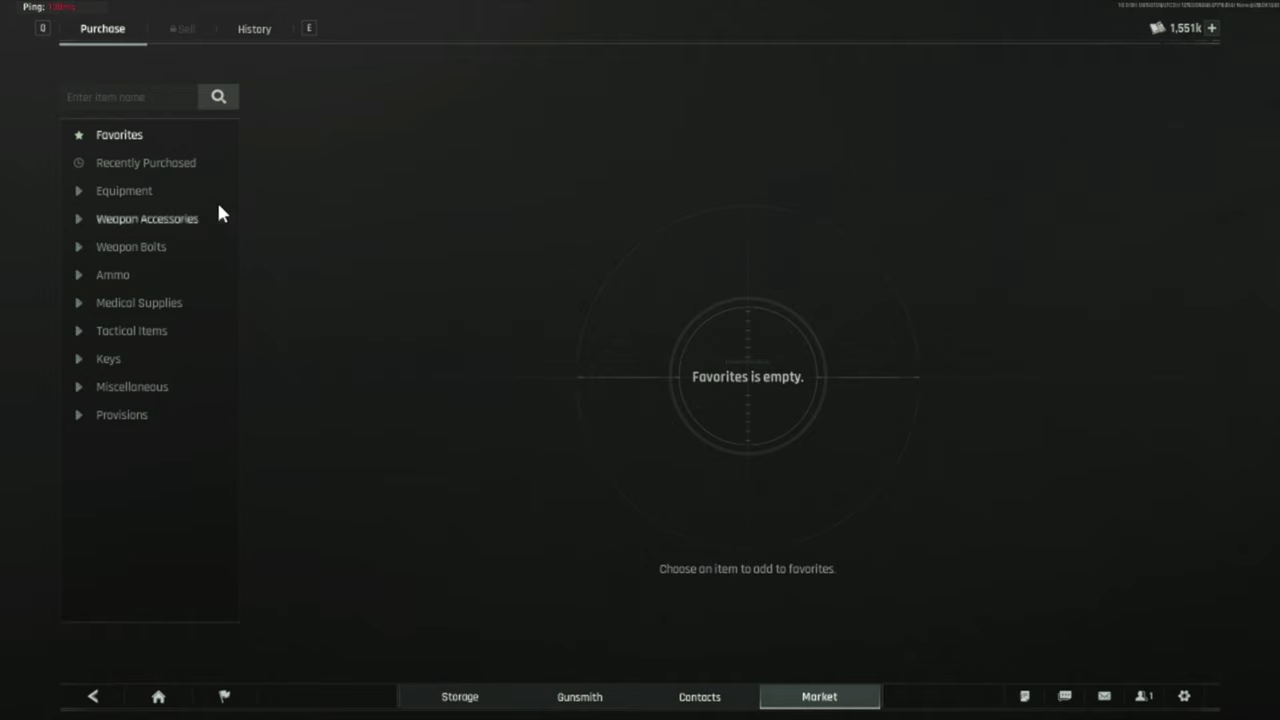 Ping: 108ms
Q Purchase Sell History E 1,551k +
Enter item name
Favorites
Recently Purchased
Equipment
Weapon Accessories
Weapon Bolts
Ammo
Medical Supplies
Tactical Items
Keys
Miscellaneous
Provisions
Favorites is empty.
Choose an item to add to favorites.
Storage Gunsmith Contacts Market 1